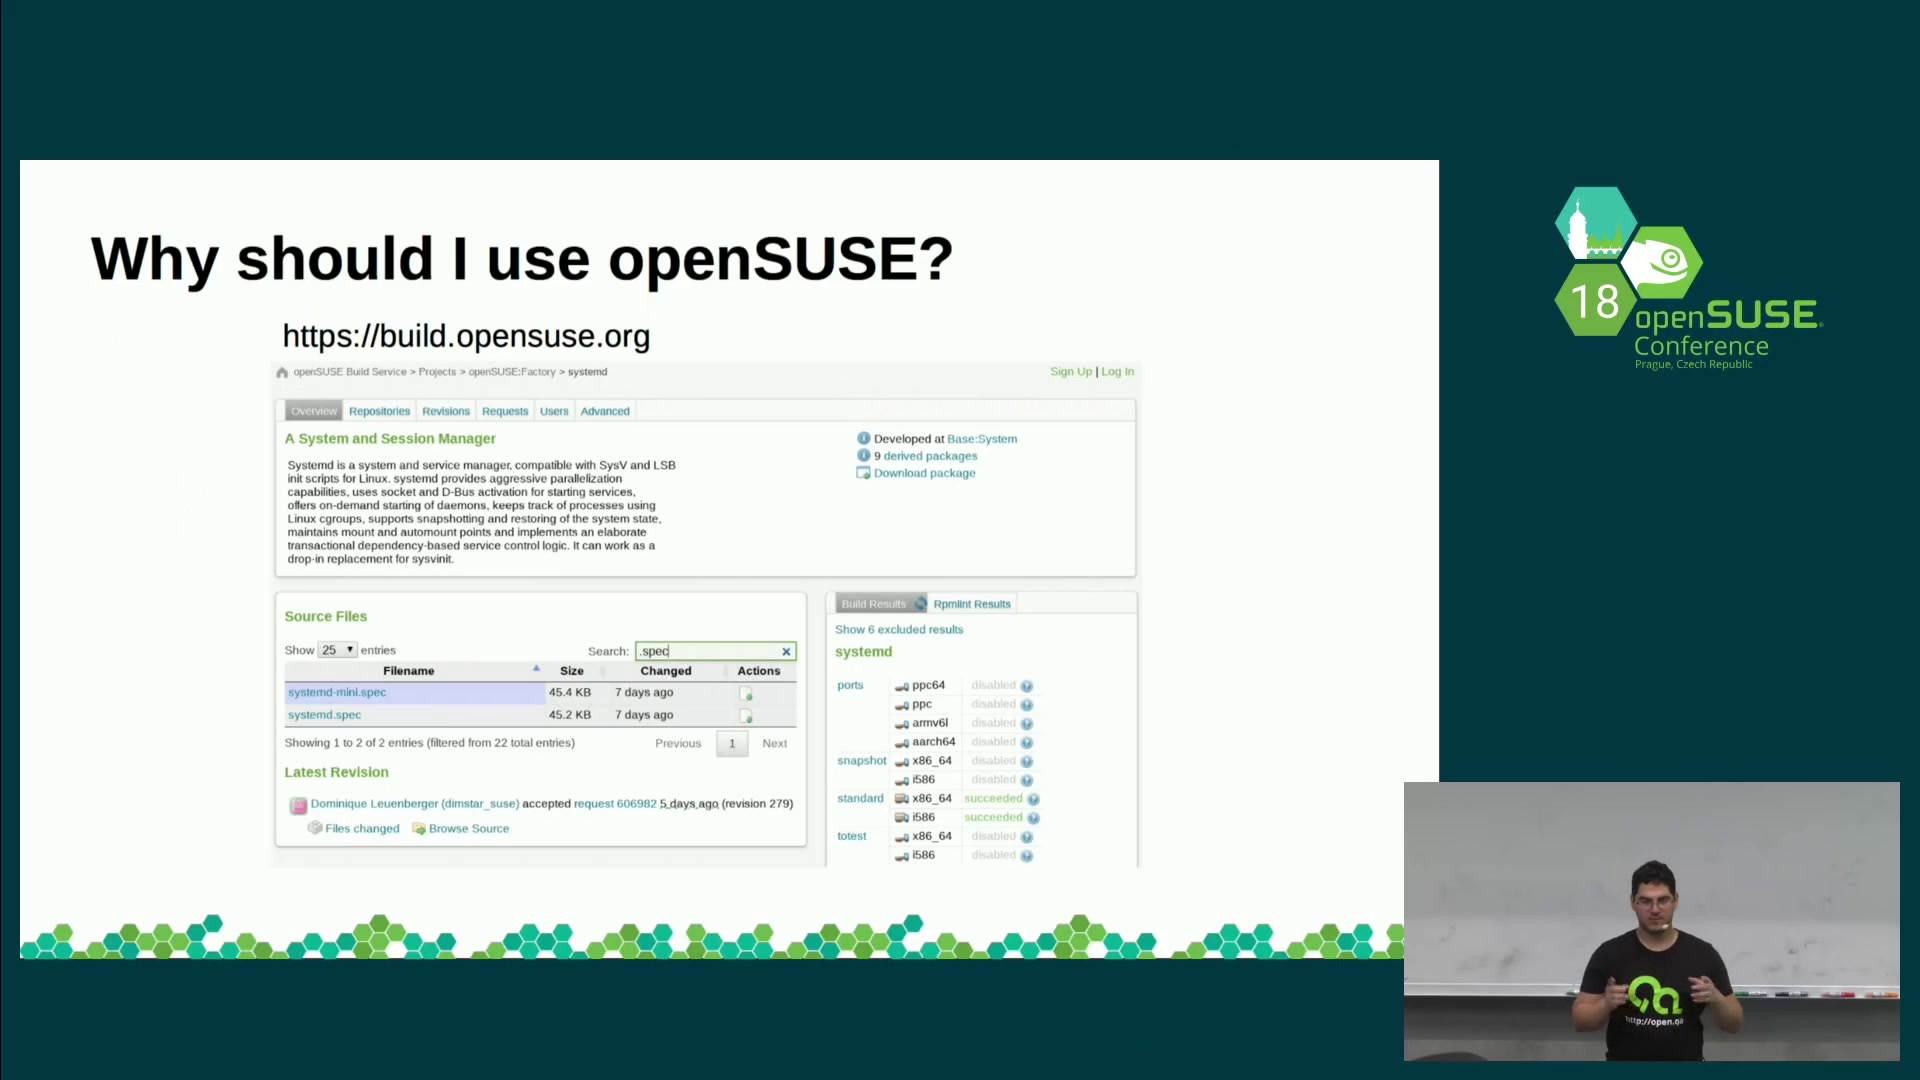 Why should I use openSUSE?
https://build.opensuse.org
openSUSE Build Service > Projects > openSUSE:Factory > systemd
Sign Up | Log In
Overview Repositories Revisions Requests Users Advanced
A System and Session Manager
Systemd is a system and service manager, compatible with SysV and LSB
init scripts for Linux. systemd provides aggressive parallelization
capabilities, uses socket and D-Bus activation for starting services,
offers on-demand starting of daemons, keeps track of processes using
Linux cgroups, supports snapshotting and restoring of the system state,
maintains mount and automount points and implements an elaborate
transactional dependency-based service control logic. It can work as a
drop-in replacement for sysvinit.
Developed at Base:System
9 derived packages
Download package
Source Files
Show 25 entries
Search: .spec
Filename Size Changed Actions
systemd-mini.spec 45.4 KB 7 days ago
systemd.spec 45.2 KB 7 days ago
Showing 1 to 2 of 2 entries (filtered from 22 total entries)
Previous 1 Next
Latest Revision
Dominique Leuenberger (dimstar_suse) accepted request 606982 5 days ago (revision 279)
Files changed Browse Source
Build Results Rpmlint Results
Show 6 excluded results
systemd
ports ppc64 disabled
ppc disabled
armv6l disabled
aarch64 disabled
snapshot x86_64 disabled
i586 disabled
standard x86_64 succeeded
i586 succeeded
totest x86_64 disabled
i586 disabled
18
openSUSE
Conference
Prague, Czech Republic
http://open.qa